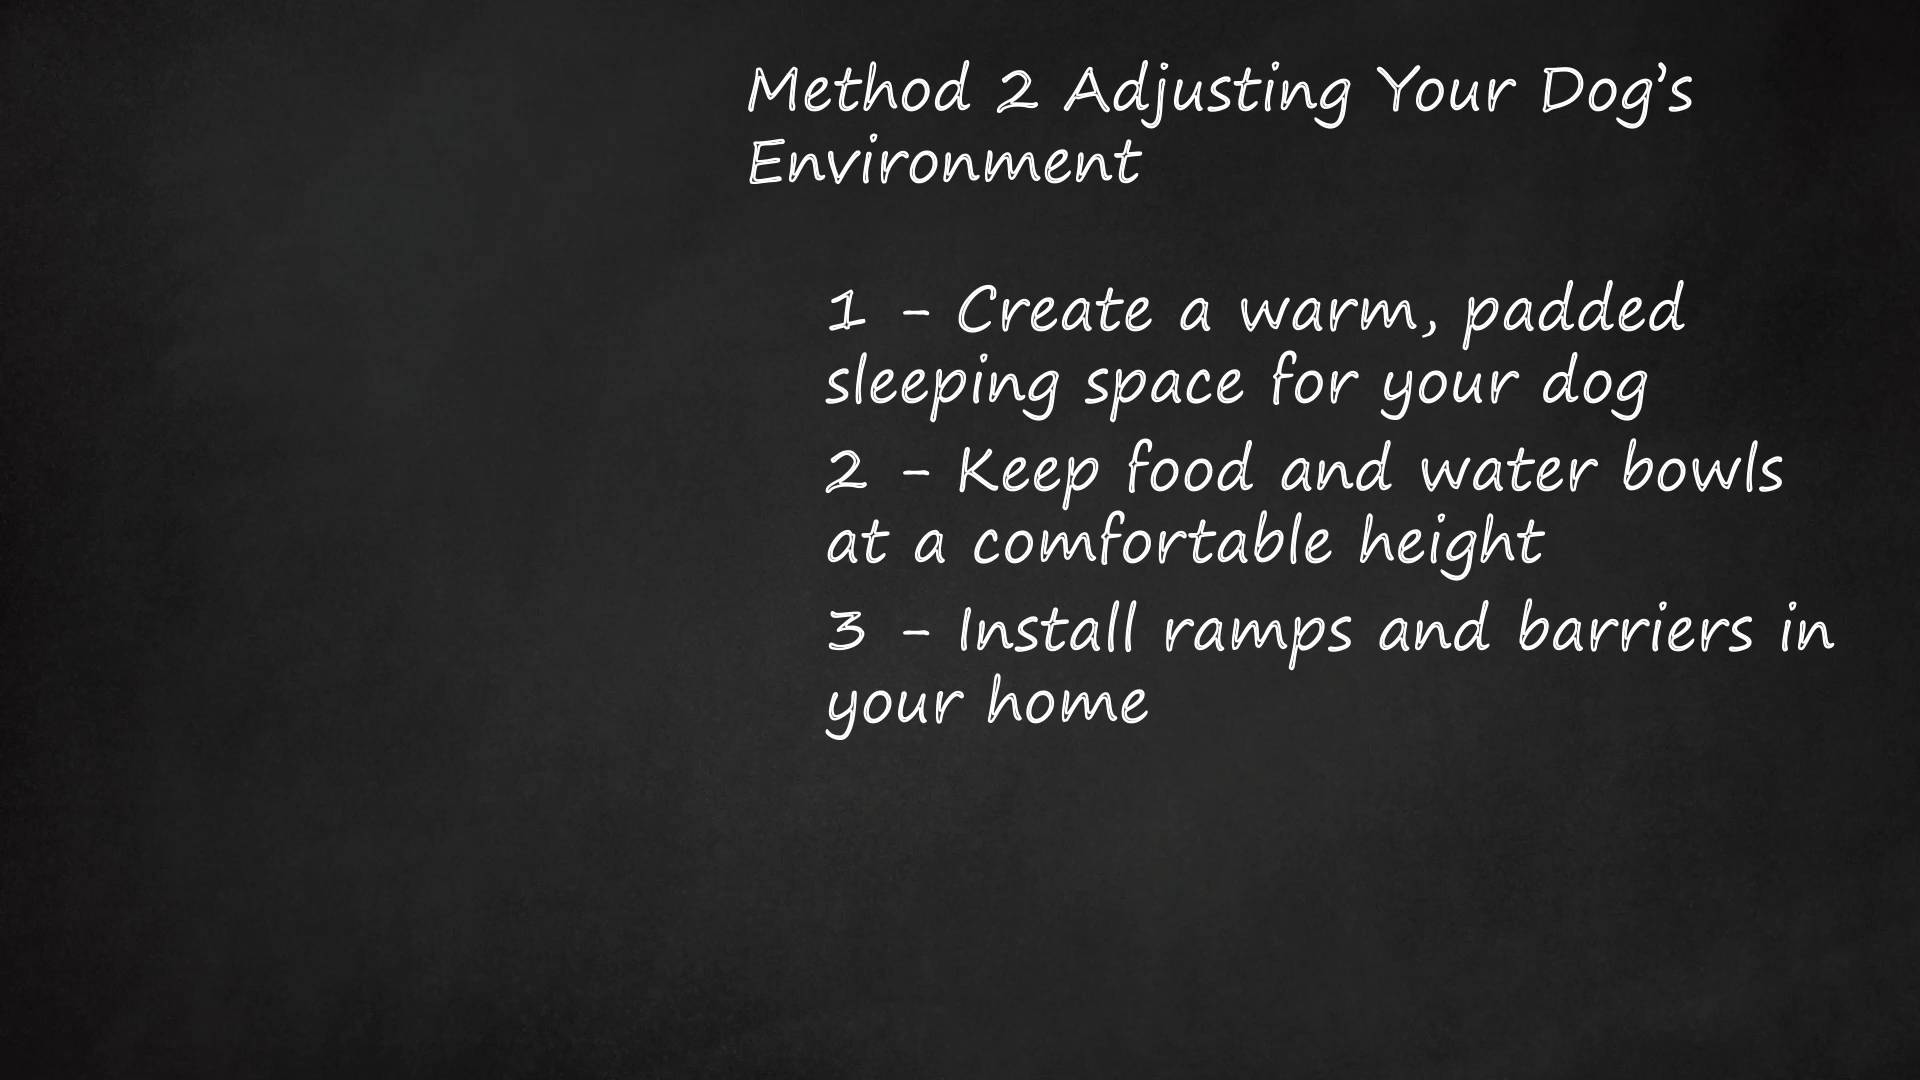 Method 2 Adjusting Your Dog’s
Environment
1 - Create a warm, padded
sleeping space for your dog
2 - Keep food and water bowls
at a comfortable height
3 - Install ramps and barriers in
your home